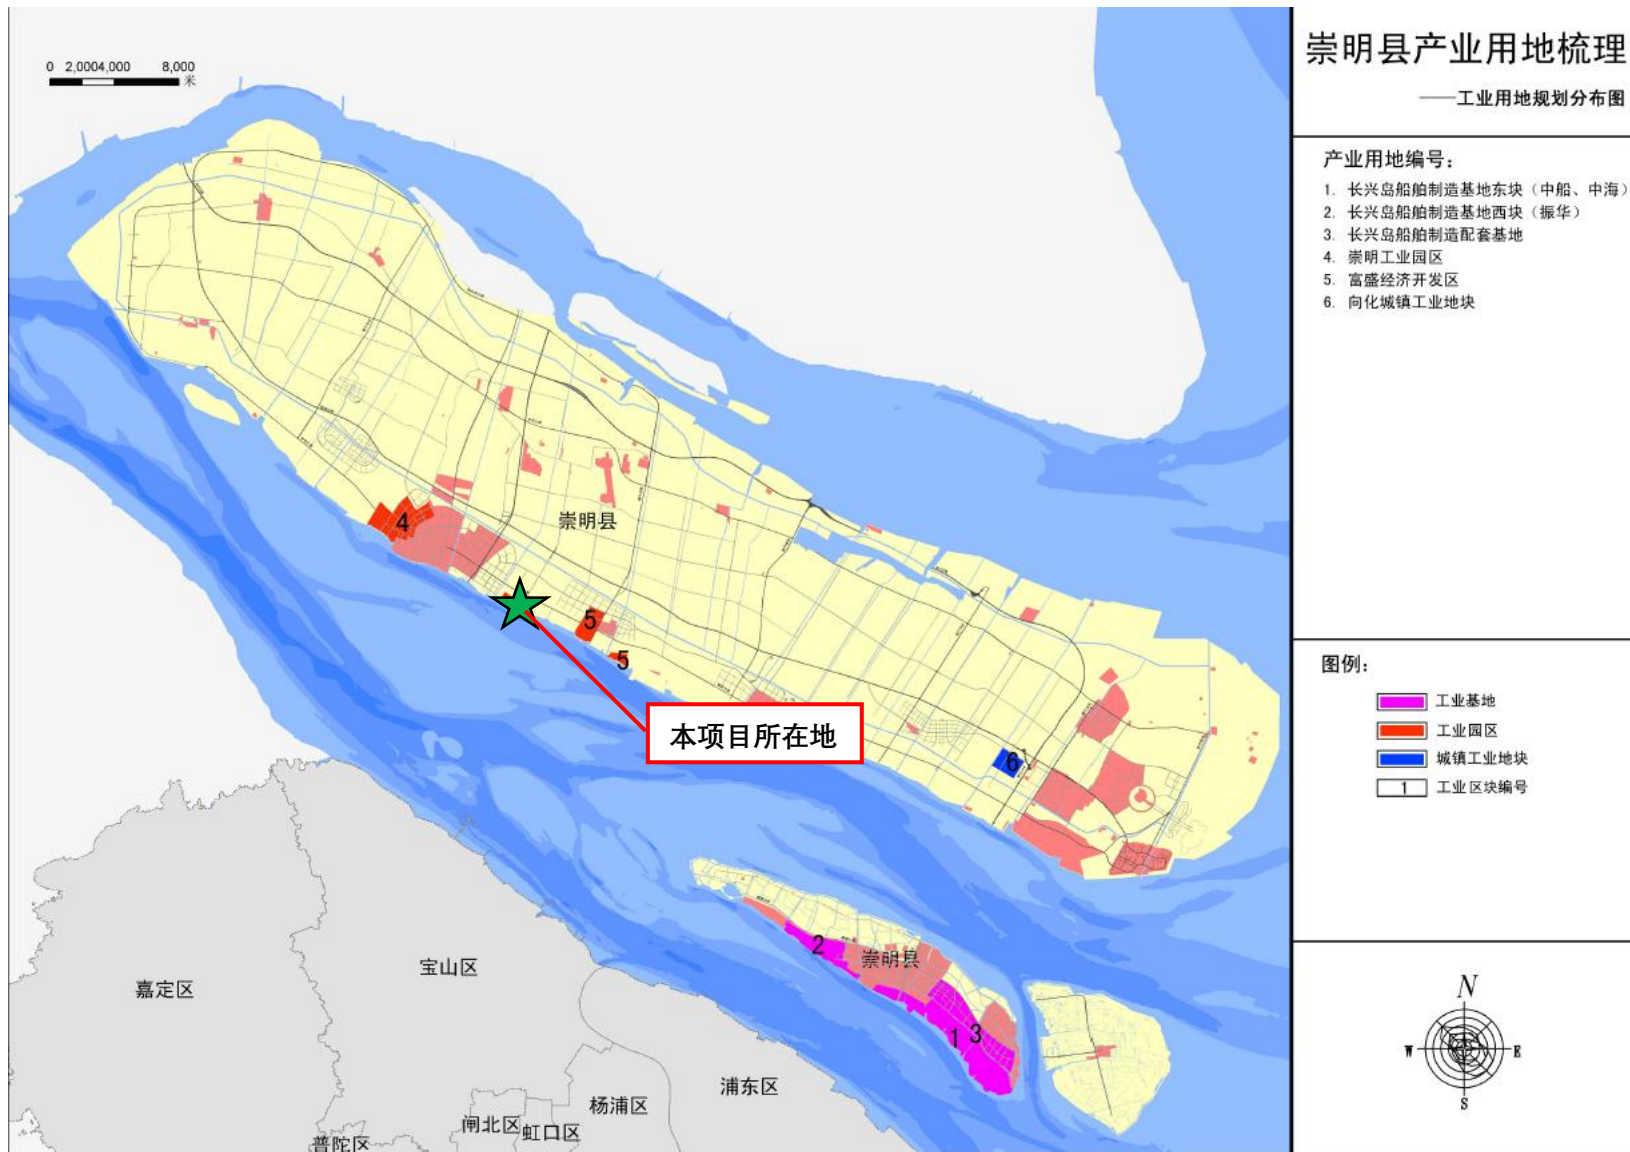 崇明县产业用地梳理
——工业用地规划分布图
0 2,0004,000 8,000
米
产业用地编号：
1. 长兴岛船舶制造基地东块（中船、中海）
2. 长兴岛船舶制造基地西块（振华）
3. 长兴岛船舶制造配套基地
4. 崇明工业园区
5. 富盛经济开发区
6. 向化城镇工业地块
4
崇明县
5
5
本项目所在地
6
图例：
工业基地
工业园区
城镇工业地块
1 工业区块编号
2
崇明县
1
3
嘉定区
宝山区
浦东区
杨浦区
闸北区
虹口区
普陀区
N
W
E
S